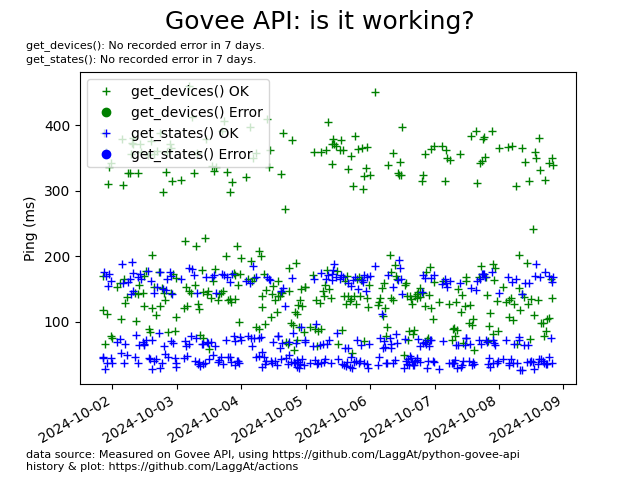 Govee API: is it working?
get_devices(): No recorded error in 7 days.
get_states(): No recorded error in 7 days.
get_devices() OK
get_devices() Error
get_states() OK
get_states() Error
Ping (ms)
400
300
200
100
2024-10-02
2024-10-03
2024-10-04
2024-10-05
2024-10-06
2024-10-07
2024-10-08
2024-10-09
data source: Measured on Govee API, using https://github.com/LaggAt/python-govee-api
history & plot: https://github.com/LaggAt/actions